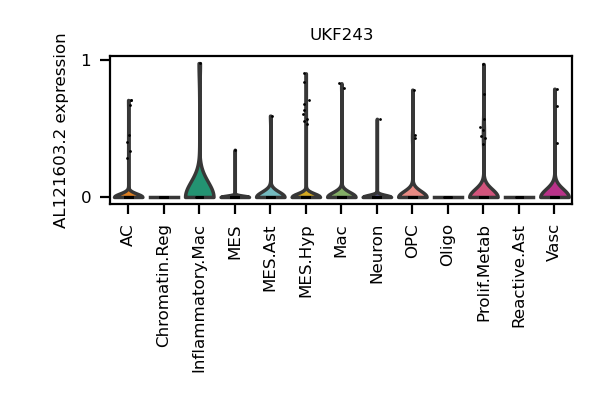 UKF243
AL121603.2 expression
1
0
AC
Chromatin.Reg
Inflammatory.Mac
MES
MES.Ast
MES.Hyp
Mac
Neuron
OPC
Oligo
Prolif.Metab
Reactive.Ast
Vasc